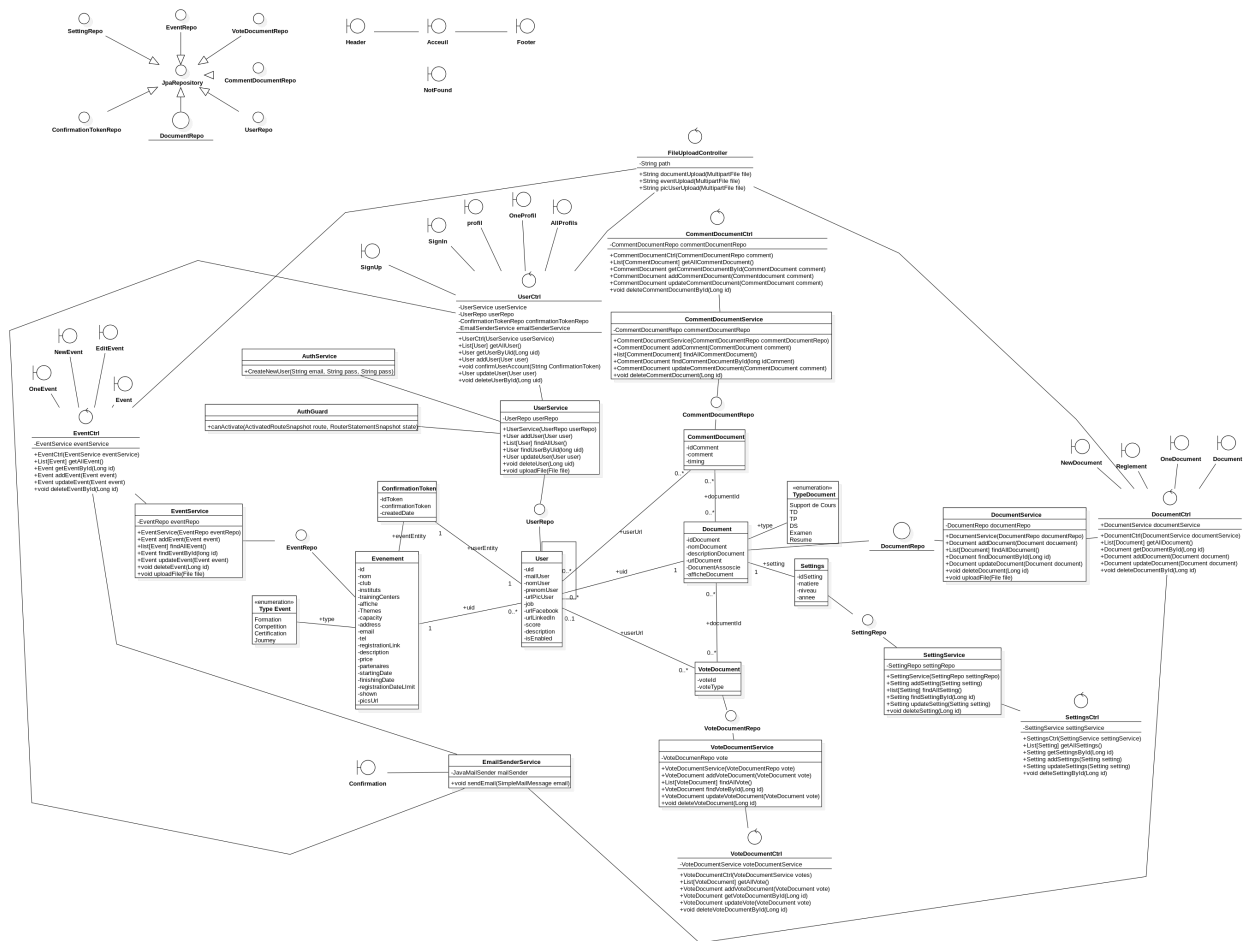 SettingRepo
EventRepo
VoteDocumentRepo
JpaRepository
CommentDocumentRepo
ConfirmationTokenRepo
DocumentRepo
UserRepo
Header
Acceuil
Footer
NotFound
FileUploadController
-String path
+String documentUpload(MultipartFile file)
+String eventUpload(MultipartFile file)
+String picUserUpload(MultipartFile file)
SignUp
SignIn
profil
OneProfil
AllProfils
UserCtrl
-UserService userService
-UserRepo userRepo
-ConfirmationTokenRepo confirmationTokenRepo
-EmailSenderService emailSenderService
+UserCtrl(UserService userService)
+List[User] getAllUser()
+User getUserByUid(Long uid)
+User addUser(User user)
+void confirmUserAccount(String ConfirmationToken)
+User updateUser(User user)
+void deleteUserById(Long uid)
CommentDocumentCtrl
-CommentDocumentRepo commentDocumentRepo
+CommentDocumentCtrl(CommentDocumentRepo comment)
+List[CommentDocument] getAllCommentDocument()
+CommentDocument getCommentDocumentById(CommentDocument comment)
+CommentDocument addCommentDocument(Commentdocument comment)
+CommentDocument updateCommentDocument(CommentDocument comment)
+void deleteCommentDocumentById(Long id)
CommentDocumentService
-CommentDocumentRepo commentDocumentRepo
+CommentDocumentService(CommentDocumentRepo commentDocumentRepo)
+CommentDocument addComment(CommentDocument comment)
+list[CommentDocument] findAllCommentDocument()
+CommentDocument findCommentDocumentById(long idComment)
+CommentDocument updateCommentDocument(CommentDocument comment)
+void deleteCommentDocument(Long id)
CommentDocumentRepo
AuthService
+CreateNewUser(String email, String pass, String pass)
AuthGuard
+canActivate(ActivatedRouteSnapshot route, RouterStatementSnapshot state)
UserService
-UserRepo userRepo
+UserService(UserRepo userRepo)
+User addUser(User user)
+List[User] findAllUser()
+User findUserByUid(long uid)
+User updateUser(User user)
+void deleteUser(Long uid)
+void uploadFile(File file)
UserRepo
OneEvent
NewEvent
EditEvent
Event
EventCtrl
-EventService eventService
+EventCtrl(EventService eventService)
+List[Event] getAllEvent()
+Event getEventById(Long id)
+Event addEvent(Event event)
+Event updateEvent(Event event)
+void deleteEventById(Long id)
EventService
-EventRepo eventRepo
+EventService(EventRepo eventRepo)
+Event addEvent(Event event)
+list[Event] findAllEvent()
+Event findEventById(long id)
+Event updateEvent(Event event)
+void deleteEvent(Long id)
+void uploadFile(File file)
EventRepo
ConfirmationToken
-idToken
-confirmationToken
-createdDate
+eventEntity
1
+userEntity
1
Evenement
-id
-nom
-club
-instituts
-trainingCenters
-affiche
-Themes
-capacity
-address
-email
-tel
-registrationLink
-description
-price
-partenaires
-startingDate
-finishingDate
-registrationDateLImit
-shown
-picsUrl
«enumeration»
Type Event
Formation
Competition
Certification
Journey
+type
+uid
1
0..*
User
-uid
-mailUser
-nomUser
-prenomUser
-urlPicUser
-job
-urlFacebook
-urlLinkedIn
-score
-description
-isEnabled
0..*
0..*
0..1
+userUrl
+uid
1
+userUrl
0..*
CommentDocument
-idComment
-comment
-timing
0..*
0..*
+documentId
0..*
Document
-idDocument
-nomDocument
-descriptionDocument
-urlDocument
-DocumentAssoscie
-afficheDocument
+type
«enumeration»
TypeDocument
Support de Cours
TD
TP
DS
Examen
Resume
+setting
1
Settings
-idSetting
-matiere
-niveau
-annee
0..*
+documentId
0..*
VoteDocument
-voteId
-voteType
VoteDocumentRepo
VoteDocumentService
-VoteDocumenRepo vote
+VoteDocumentService(VoteDocumentRepo vote)
+VoteDocument addVoteDocument(VoteDocument vote)
+List[VoteDocument] findAllVote()
+VoteDocument findVoteById(Long id)
+VoteDocument updateVoteDocument(VoteDocument vote)
+void deleteVoteDocument(Long id)
VoteDocumentCtrl
-VoteDocumentService voteDocumentService
+VoteDocumentCtrl(VoteDocumentService votes)
+List[VoteDocument] getAllVote()
+VoteDocument addVoteDocument(VoteDocument vote)
+VoteDocument getVoteDocumentById(Long id)
+VoteDocument updateVote(VoteDocument vote)
+void deleteVoteDocumentById(Long id)
NewDocument
Reglement
OneDocument
Document
DocumentCtrl
+DocumentService documentService
+DocumentCtrl(DocumentService documentService)
+List[Document] getAllDocument()
+Document getDocumentById(Long id)
+Document addDocument(Document document)
+Document updateDocument(Document document)
+void deleteDocumentById(Long id)
DocumentService
-DocumentRepo documentRepo
+DocumentService(DocumentRepo documentRepo)
+Document addDocument(Document docuement)
+List[Document] findAllDocument()
+Document findDocumentById(Long id)
+Document updateDocument(Document document)
+void deleteDocument(Long id)
+void uploadFile(File file)
DocumentRepo
SettingRepo
SettingService
-SettingRepo settingRepo
+SettingService(SettingRepo settingRepo)
+Setting addSetting(Setting setting)
+list[Setting] findAllSetting()
+Setting findSettingById(Long id)
+Setting updateSetting(Setting setting)
+void deleteSetting(Long id)
SettingsCtrl
-SettingService settingService
+SettingsCtrl(SettingService settingService)
+List[Setting] getAllSettings()
+Setting getSettingsById(Long id)
+Setting addSettings(Setting setting)
+Setting updateSettings(Setting setting)
+void delteSettingById(Long id)
Confirmation
EmailSenderService
-JavaMailSender mailSender
+void sendEmail(SimpleMailMessage email)